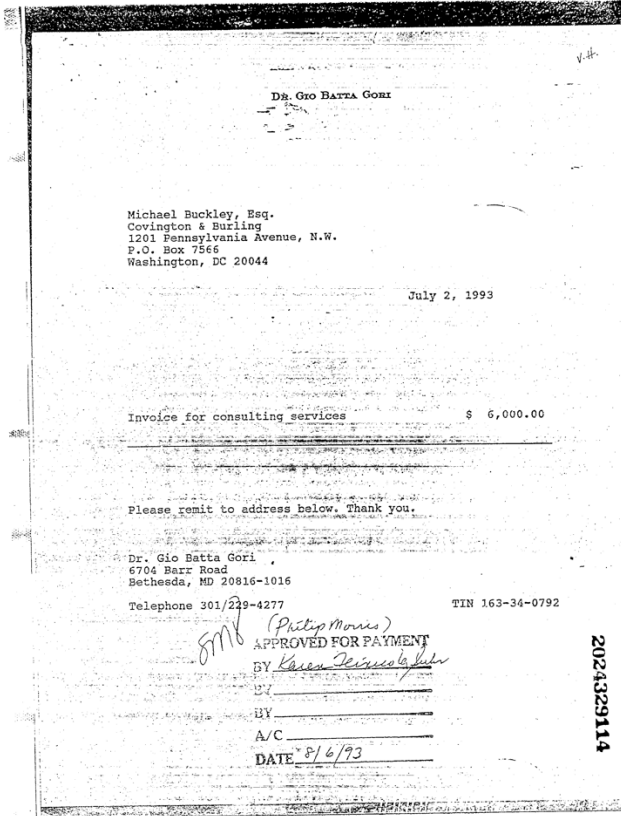 V.H.
DR. GIO BATTA GORI
Michael Buckley, Esq.
Covington & Burling
1201 Pennsylvania Avenue, N.W.
P.O. Box 7566
Washington, DC 20044
July 2, 1993
Invoice for consulting services $ 6,000.00
Please remit to address below. Thank you.
Dr. Gio Batta Gori
6704 Barr Road
Bethesda, MD 20816-1016
Telephone 301/229-4277 TIN 163-34-0792
(Philip Morris)
APPROVED FOR PAYMENT
BY Karen
BY
BY
A/C
DATE 8/6/93
2024329114